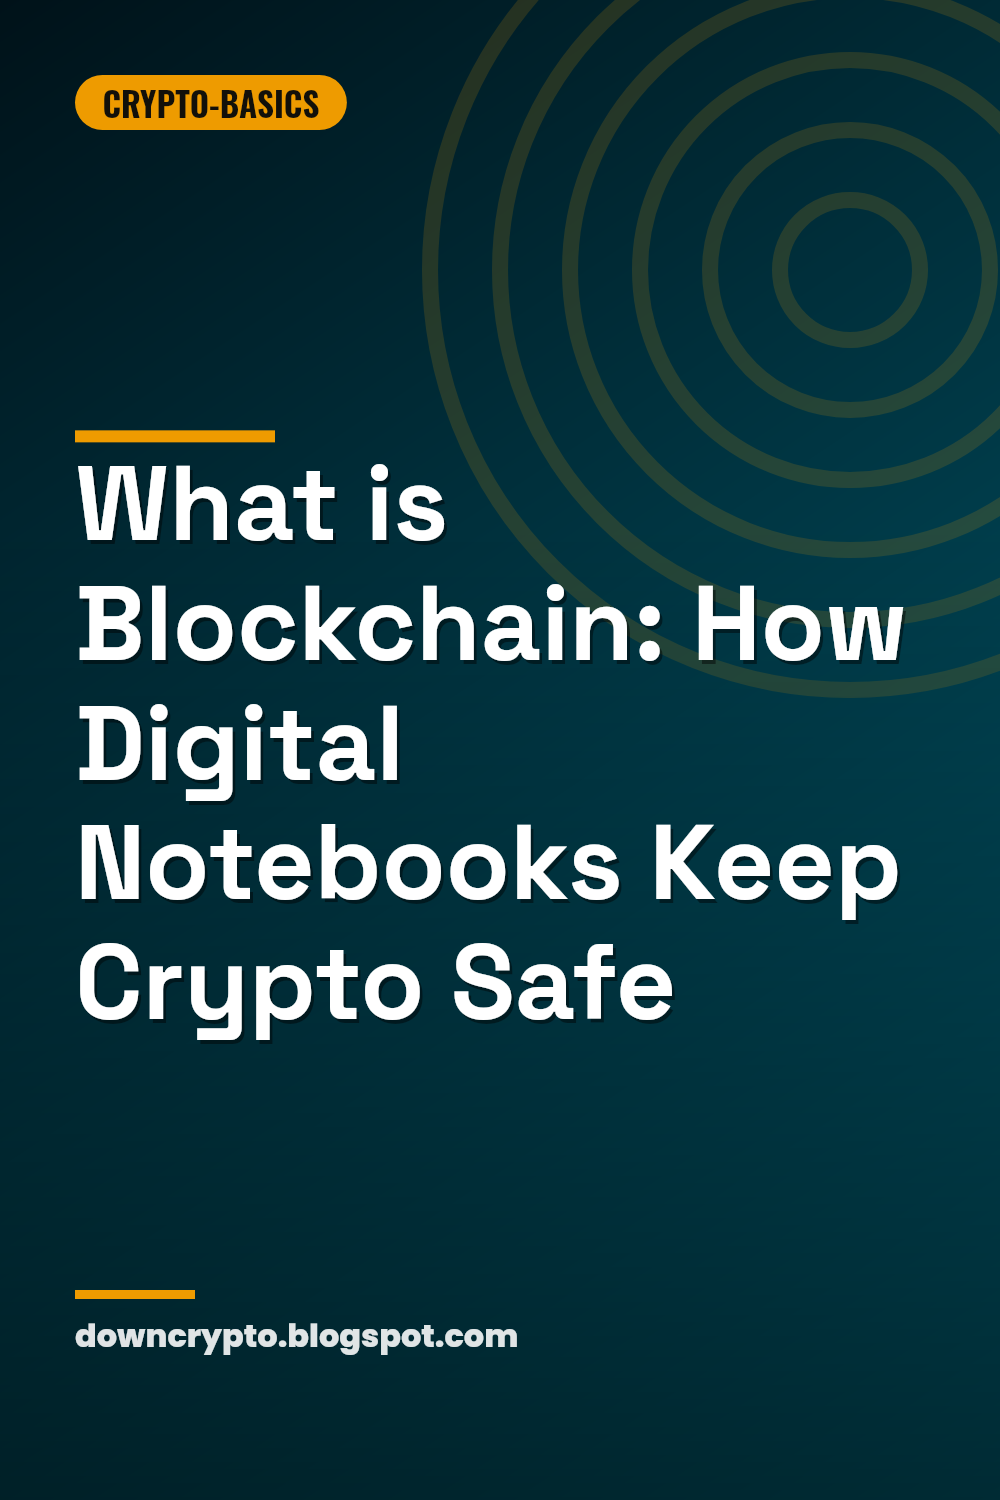 CRYPTO-BASICS
What is
Blockchain: How
Digital
Notebooks Keep
Crypto Safe
downcrypto.blogspot.com